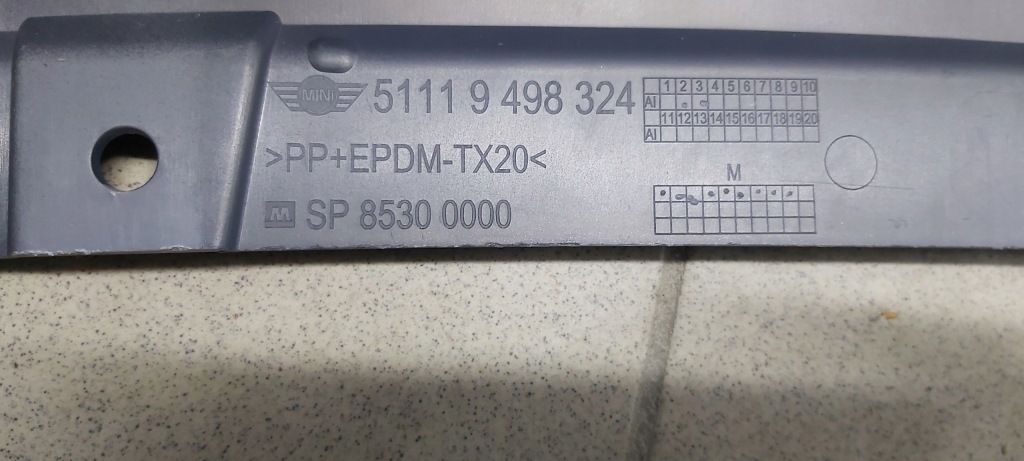 MINI 5111 9 498 324
1 2 3 4 5 6 7 8 9 10
AI
11 12 13 14 15 16 17 18 19 20
AI
>PP+EPDM-TX20<
M
M SP 8530 0000